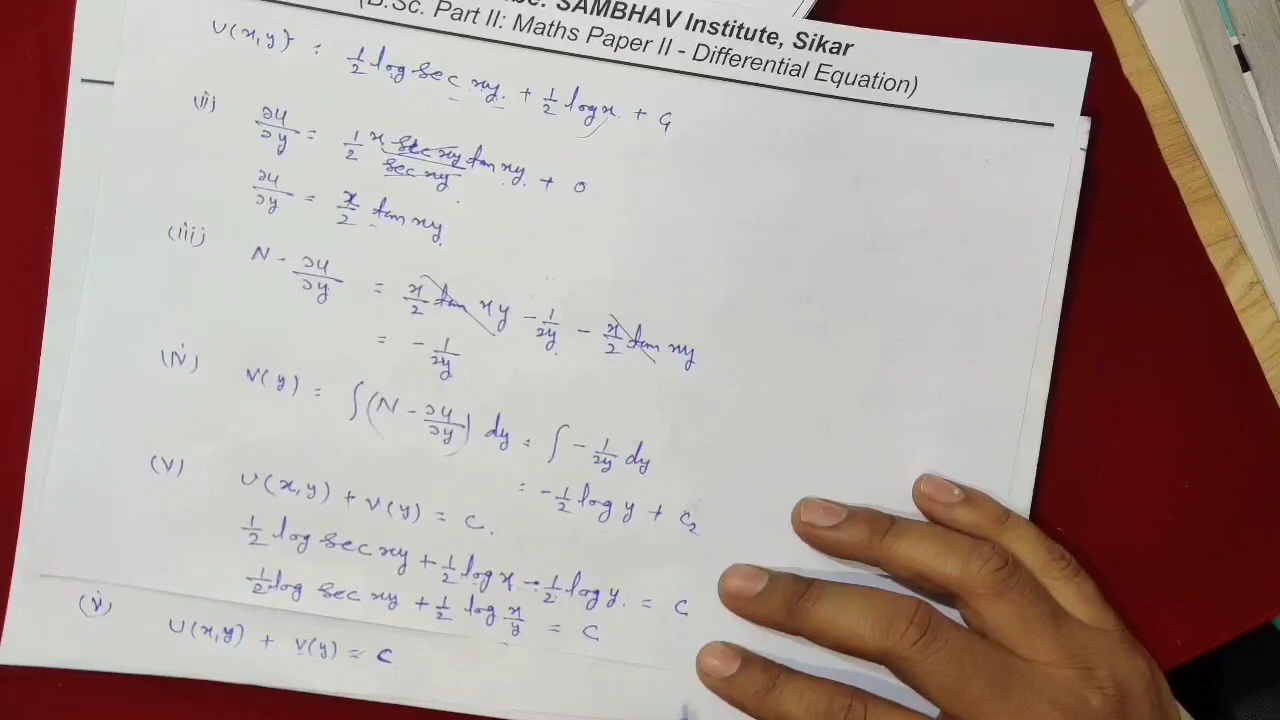 SAMBHAV Institute, Sikar
(B.Sc. Part II: Maths Paper II - Differential Equation)
U(x,y) = 1/2 log sec xy + 1/2 log x + C1
(ii) ∂U/∂y = 1/2 x sec xy tan xy / sec xy + 0
∂U/∂y = x/2 tan xy
(iii) N - ∂U/∂y = x/2 tan xy - 1/2y - x/2 tan xy
= - 1/2y
(iv) V(y) = ∫(N - ∂U/∂y) dy = ∫ - 1/2y dy
= - 1/2 log y + C2
(v) U(x,y) + V(y) = C.
1/2 log sec xy + 1/2 log x - 1/2 log y = C
1/2 log sec xy + 1/2 log x/y = C
(v) U(x,y) + V(y) = C